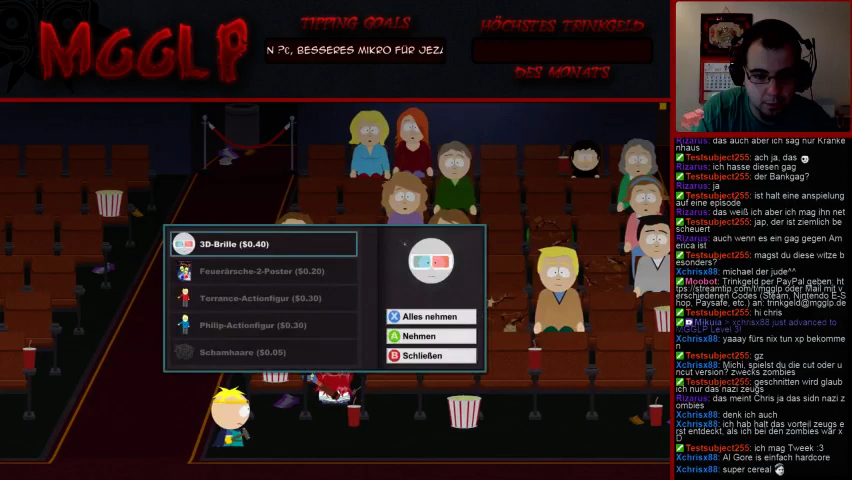 MGGLP
TIPPING GOALS
N PC, BESSERES MIKRO FÜR JEZA
HÖCHSTES TRINKGELD
DES MONATS
3D-Brille ($0.40)
Feuerärsche-2-Poster ($0.20)
Torrance-Actionfigur ($0.30)
Philip-Actionfigur ($0.30)
Schamhaare ($0.05)
X Alles nehmen
A Nehmen
B Schließen
Rizarus: das auch aber ich sag nur Kranke
nhaus
Testsubject255: ach ja, das
Rizarus: ich hasse diesen gag
Testsubject255: der Bankgag?
Rizarus: ja
Testsubject255: ist halt eine anspielung
auf eine episode
Rizarus: das weiß ich aber ich mag ihn net
Testsubject255: jap, der ist ziemlich be
scheuert
Rizarus: auch wenn es ein gag gegen Am
erica ist
Testsubject255: magst du diese witze b
esonders?
Xchrisx88: michael der jude^^
Moobot: Trinkgeld per PayPal geben: ht
tps://streamtip.com/t/mgglp oder Mail mit v
erschiedenen Codes (Steam, Nintendo E-S
hop, Paysafe, etc.) an: trinkgeld@mgglp.de
Testsubject255: hi chris
Mikuia > xchrisx88 just advanced to
MGGLP Level 3!
Xchrisx88: yaaay fürs nix tun xp bekomme
n
Testsubject255: gz
Xchrisx88: Michi, spielst du die cut oder u
ncut version? zwecks zombies
Testsubject255: geschnitten wird glaub
ich nur das nazi zeugs
Rizarus: das meint Chris ja das sidn nazi z
ombies
Xchrisx88: denk ich auch
Xchrisx88: ich hab halt das vorteil zeugs e
rst entdeckt, als ich bei den zombies war x
D
Testsubject255: ich mag Tweek :3
Xchrisx88: Al Gore is einfach hardcore
Xchrisx88: super cereal